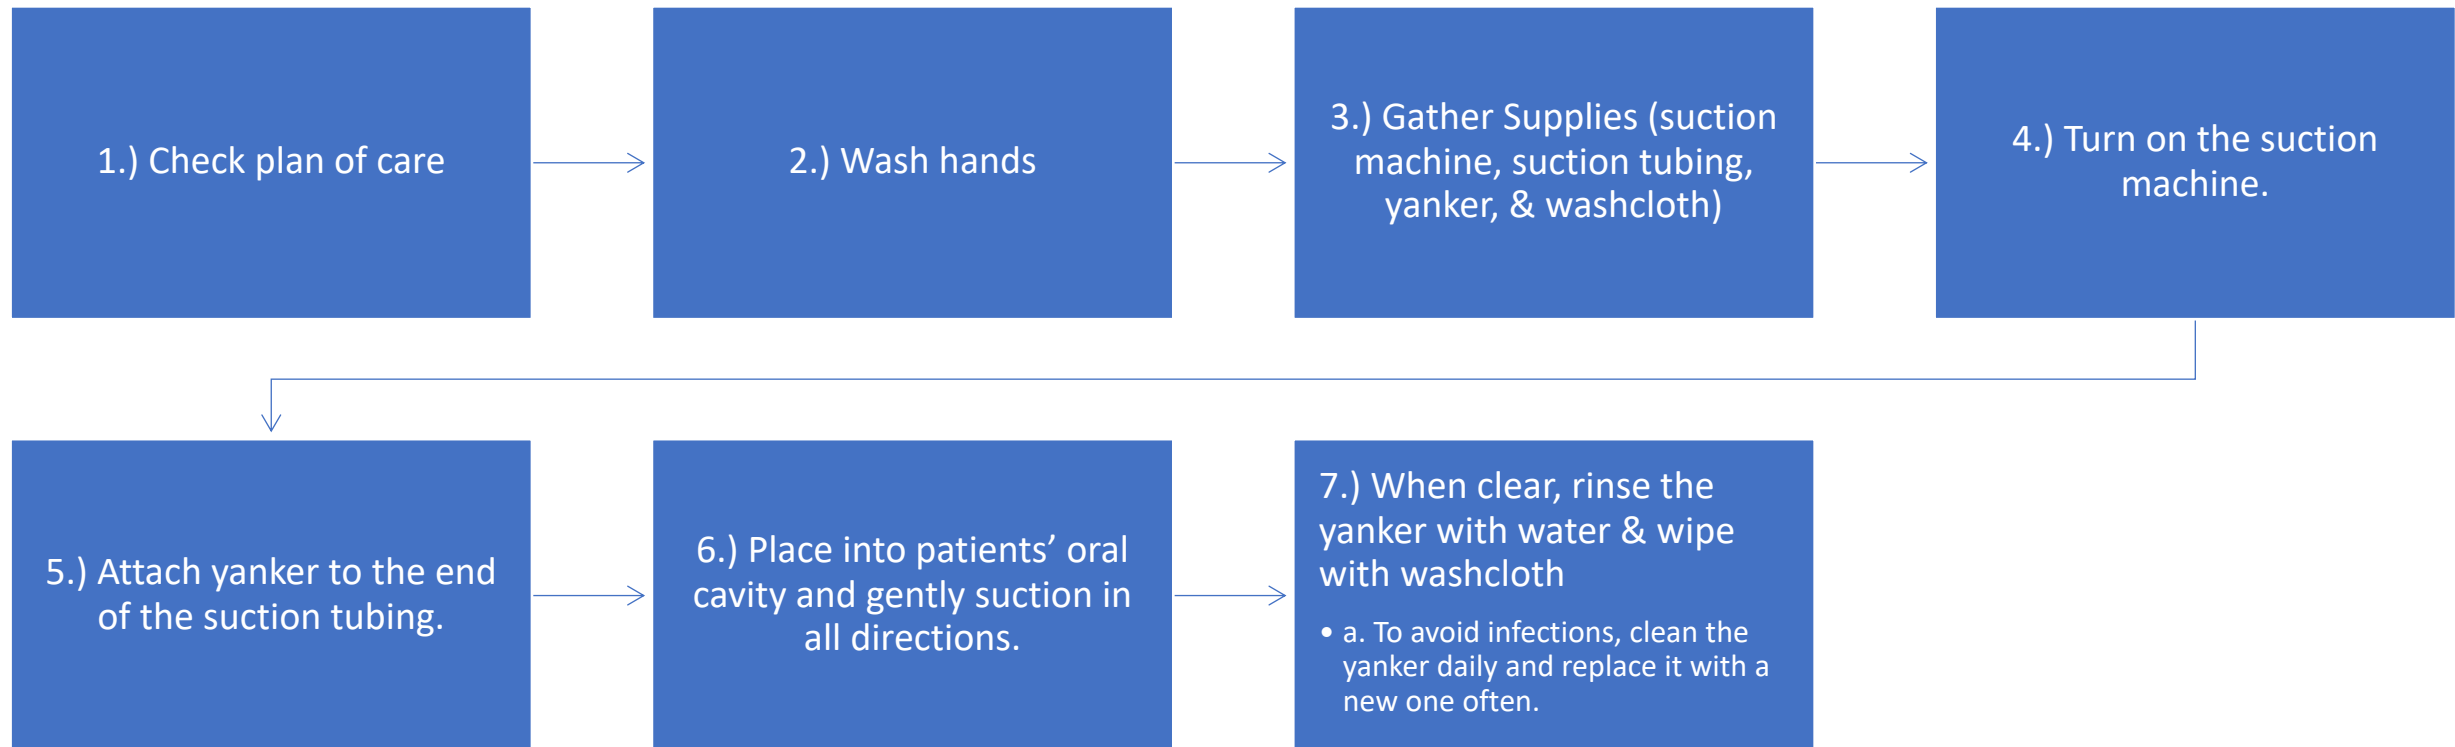 1.) Check plan of care
2.) Wash hands
3.) Gather Supplies (suction
machine, suction tubing,
yanker, & washcloth)
4.) Turn on the suction
machine.
5.) Attach yanker to the end
of the suction tubing.
6.) Place into patients’ oral
cavity and gently suction in
all directions.
7.) When clear, rinse the
yanker with water & wipe
with washcloth
• a. To avoid infections, clean the
yanker daily and replace it with a
new one often.